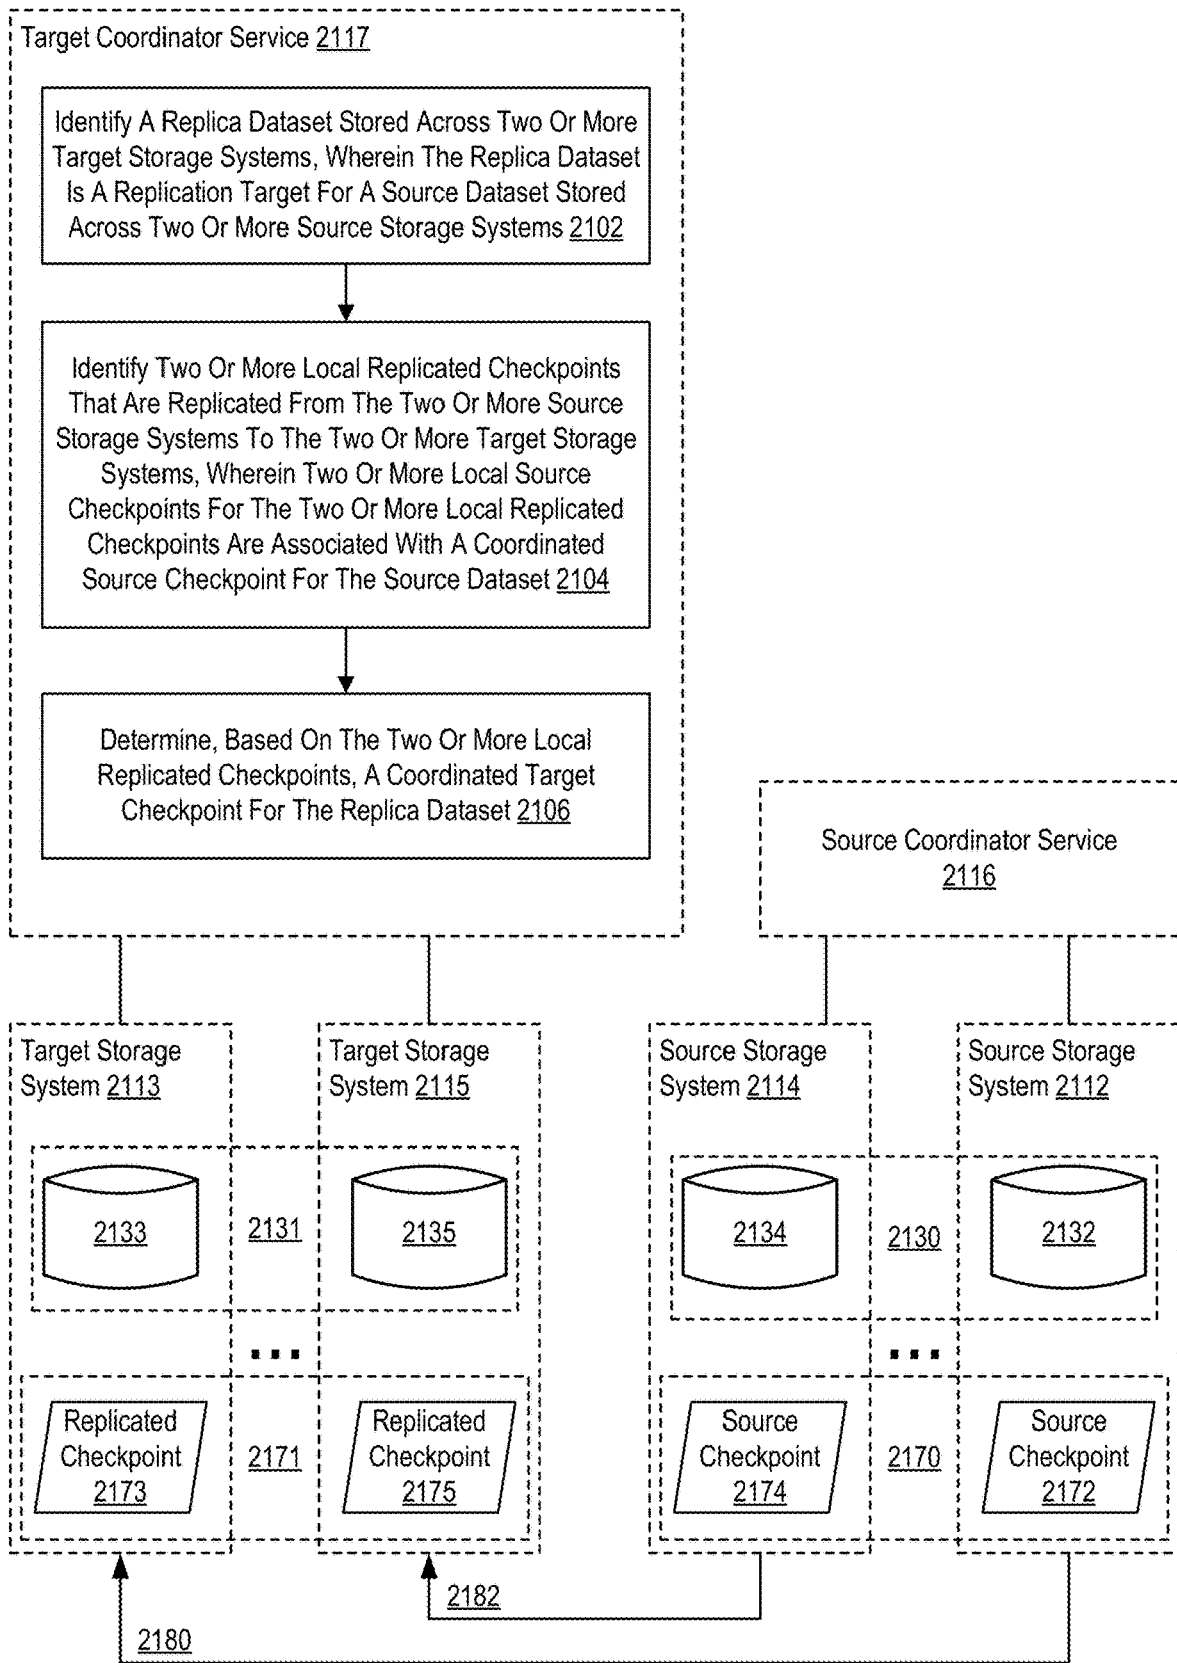 Target Coordinator Service 2117
Identify A Replica Dataset Stored Across Two Or More
Target Storage Systems, Wherein The Replica Dataset
Is A Replication Target For A Source Dataset Stored
Across Two Or More Source Storage Systems 2102
Identify Two Or More Local Replicated Checkpoints
That Are Replicated From The Two Or More Source
Storage Systems To The Two Or More Target Storage
Systems, Wherein Two Or More Local Source
Checkpoints For The Two Or More Local Replicated
Checkpoints Are Associated With A Coordinated
Source Checkpoint For The Source Dataset 2104
Determine, Based On The Two Or More Local
Replicated Checkpoints, A Coordinated Target
Checkpoint For The Replica Dataset 2106
Source Coordinator Service
2116
Target Storage
System 2113
Target Storage
System 2115
Source Storage
System 2114
Source Storage
System 2112
2133
2131
2135
2134
2130
2132
Replicated
Checkpoint
2173
2171
Replicated
Checkpoint
2175
Source
Checkpoint
2174
2170
Source
Checkpoint
2172
2182
2180